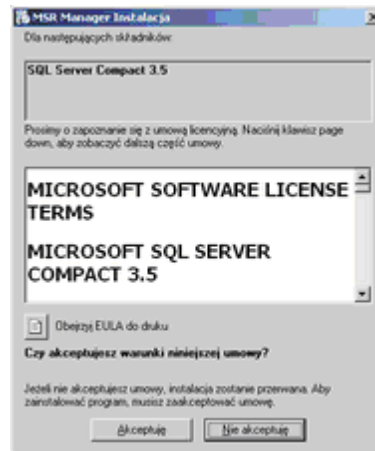 MSR Manager Instalacja
Dla następujących składników:
SQL Server Compact 3.5
Prosimy o zapoznanie się z umową licencyjną. Naciśnij klawisz page
down, aby zobaczyć dalszą część umowy.
MICROSOFT SOFTWARE LICENSE
TERMS
MICROSOFT SQL SERVER
COMPACT 3.5
Obejrzyj EULA do druku
Czy akceptujesz warunki niniejszej umowy?
Jeżeli nie akceptujesz umowy, instalacja zostanie przerwana. Aby
zainstalować program, musisz zaakceptować umowę.
Akceptuję
Nie akceptuję